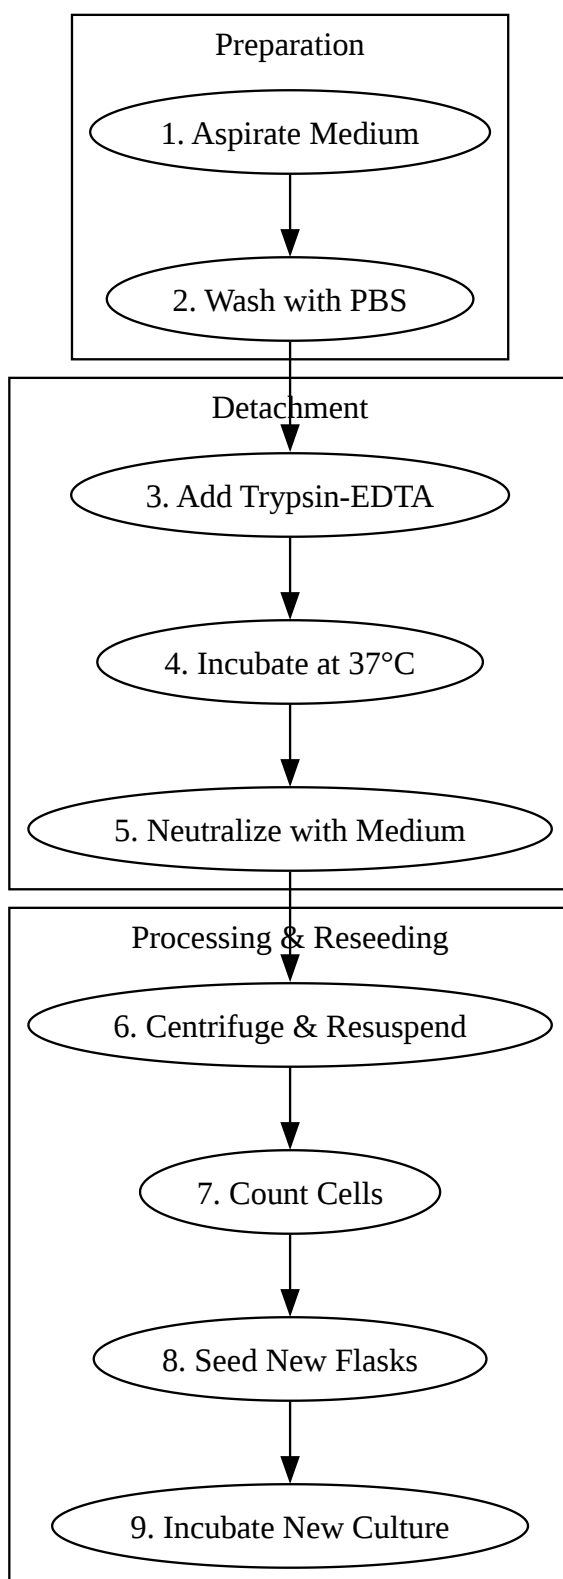 Preparation
1. Aspirate Medium
2. Wash with PBS
Detachment
3. Add Trypsin-EDTA
4. Incubate at 37°C
5. Neutralize with Medium
Processing & Reseeding
6. Centrifuge & Resuspend
7. Count Cells
8. Seed New Flasks
9. Incubate New Culture